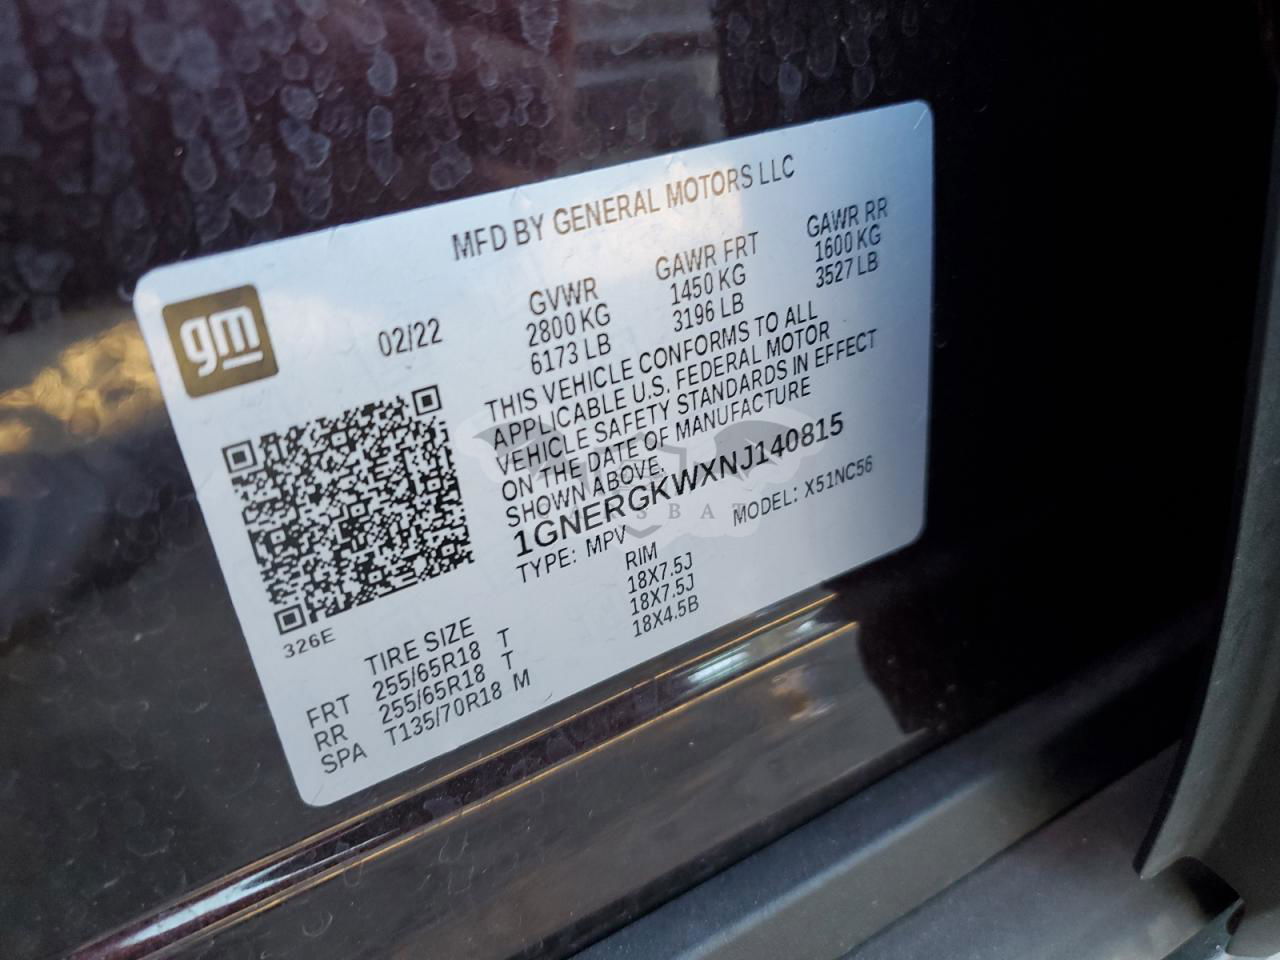 MFD BY GENERAL MOTORS LLC
gm
02/22
GVWR GAWR FRT GAWR RR
2800 KG 1450 KG 1600 KG
6173 LB 3196 LB 3527 LB
THIS VEHICLE CONFORMS TO ALL
APPLICABLE U.S. FEDERAL MOTOR
VEHICLE SAFETY STANDARDS IN EFFECT
ON THE DATE OF MANUFACTURE
SHOWN ABOVE.
1GNERGKWXNJ140815
TYPE: MPV MODEL: X51NC56
326E
TIRE SIZE RIM
FRT 255/65R18 T 18X7.5J
RR 255/65R18 T 18X7.5J
SPA T135/70R18 M 18X4.5B